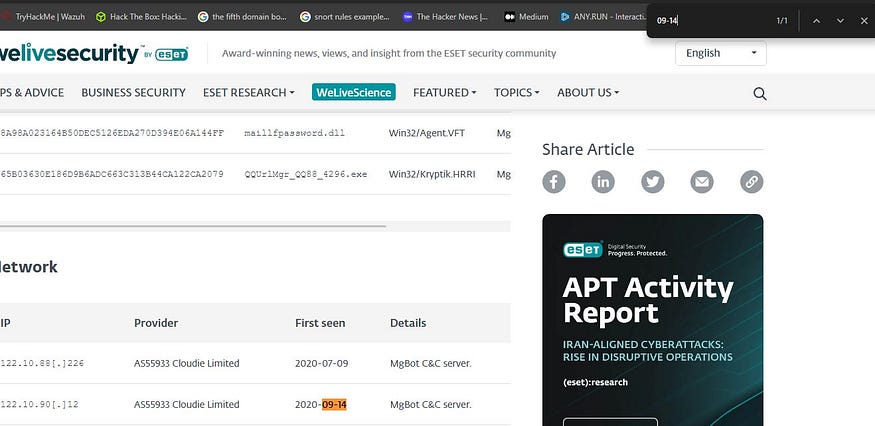 TryHackMe | Wazuh Hack The Box: Hacki... the fifth domain bo... snort rules example... The Hacker News |... Medium ANY.RUN - Interacti...
09-14 1/1
welivesecurity™ BY eset® Award-winning news, views, and insight from the ESET security community English
PS & ADVICE BUSINESS SECURITY ESET RESEARCH WeLiveScience FEATURED TOPICS ABOUT US
8A98A023164B50DEC5126EDA270D394E06A144FF maillfpassword.dll Win32/Agent.VFT Mg
65B03630E186D9B6ADC663C313B44CA122CA2079 QQUrlMgr_QQ88_4296.exe Win32/Kryptik.HRRI Mg
Share Article
etwork
IP Provider First seen Details
122.10.88[.]226 AS55933 Cloudie Limited 2020-07-09 MgBot C&C server.
122.10.90[.]12 AS55933 Cloudie Limited 2020-09-14 MgBot C&C server.
eset® Digital Security
Progress. Protected.
APT Activity
Report
IRAN-ALIGNED CYBERATTACKS:
RISE IN DISRUPTIVE OPERATIONS
(eset):research